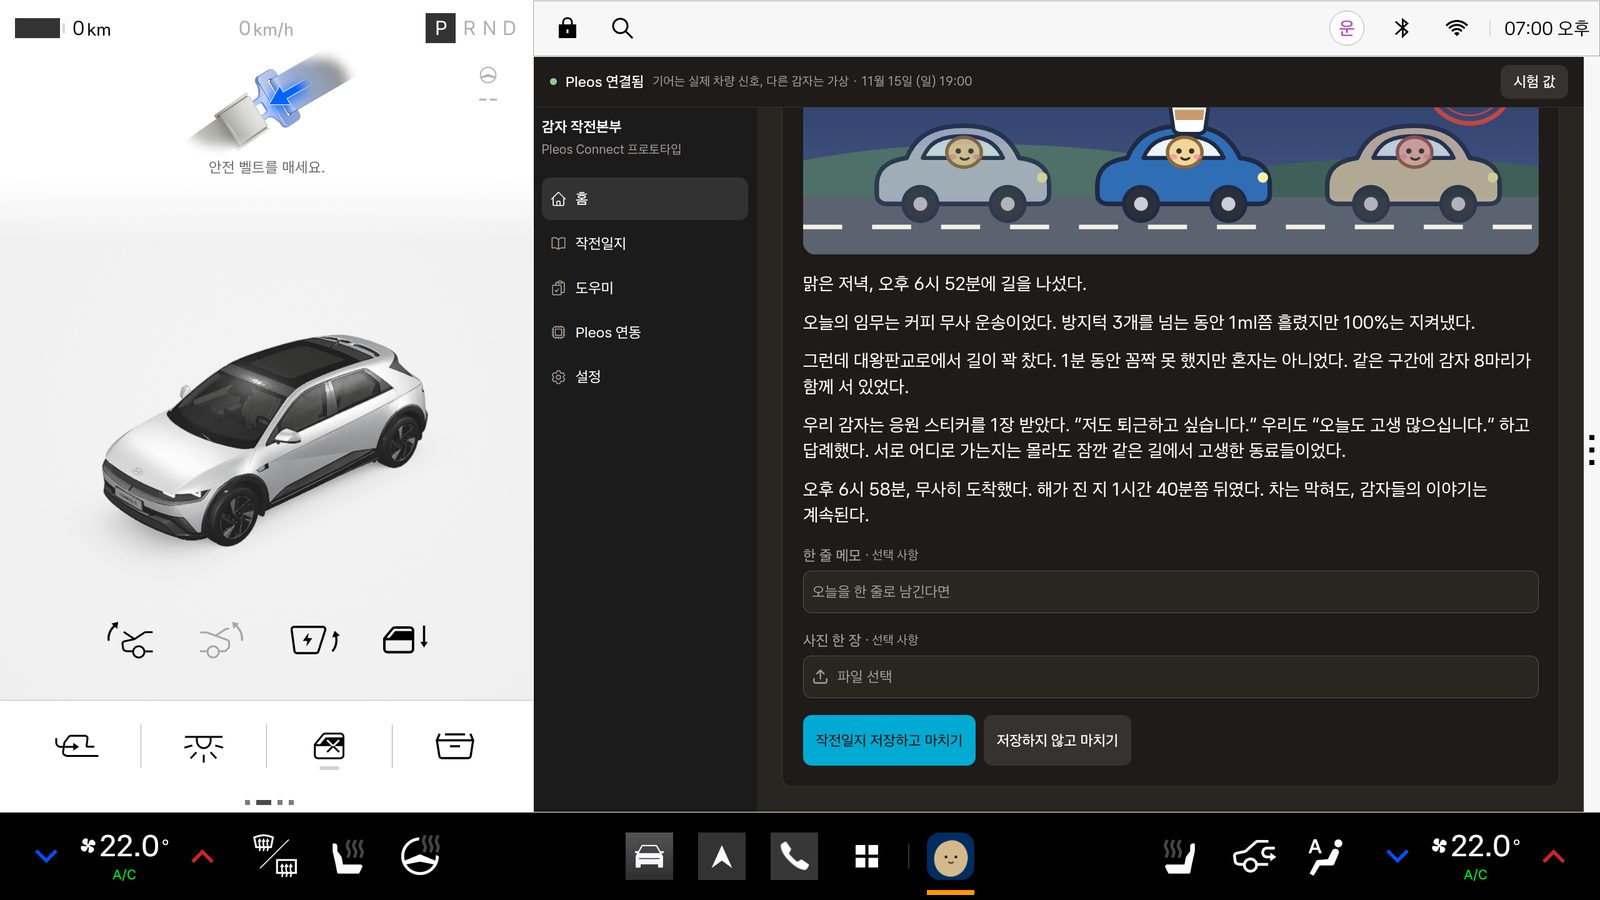 0 km
0 km/h
P R N D
안전 벨트를 매세요.
운
07:00 오후
Pleos 연결됨 기어는 실제 차량 신호, 다른 감자는 가상 · 11월 15일 (일) 19:00
시험 값
감자 작전본부
Pleos Connect 프로토타입
홈
작전일지
도우미
Pleos 연동
설정
맑은 저녁, 오후 6시 52분에 길을 나섰다.
오늘의 임무는 커피 무사 운송이었다. 방지턱 3개를 넘는 동안 1ml쯤 흘렸지만 100%는 지켜냈다.
그런데 대왕판교로에서 길이 꽉 찼다. 1분 동안 꼼짝 못 했지만 혼자는 아니었다. 같은 구간에 감자 8마리가
함께 서 있었다.
우리 감자는 응원 스티커를 1장 받았다. "저도 퇴근하고 싶습니다." 우리도 "오늘도 고생 많으십니다." 하고
답례했다. 서로 어디로 가는지는 몰라도 잠깐 같은 길에서 고생한 동료들이었다.
오후 6시 58분, 무사히 도착했다. 해가 진 지 1시간 40분쯤 뒤였다. 차는 막혀도, 감자들의 이야기는
계속된다.
한 줄 메모 · 선택 사항
오늘을 한 줄로 남긴다면
사진 한 장 · 선택 사항
파일 선택
작전일지 저장하고 마치기
저장하지 않고 마치기
22.0°
A/C
A
22.0°
A/C